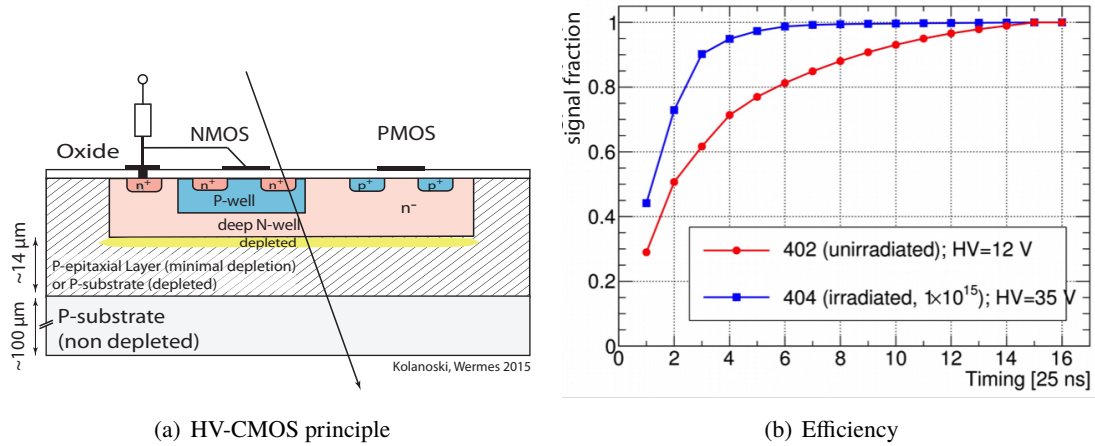 NMOS
PMOS
Oxide
n⁺
n⁺
n⁺
p⁺
p⁺
P-well
n⁻
deep N-well
depleted
~14 µm
P-epitaxial Layer (minimal depletion)
or P-substrate (depleted)
~100 µm
P-substrate
(non depleted)
Kolanoski, Wermes 2015
(a) HV-CMOS principle
signal fraction
1
0.8
0.6
0.4
0.2
0
402 (unirradiated); HV=12 V
404 (irradiated, 1×10¹⁵); HV=35 V
0 2 4 6 8 10 12 14 16
Timing [25 ns]
(b) Efficiency